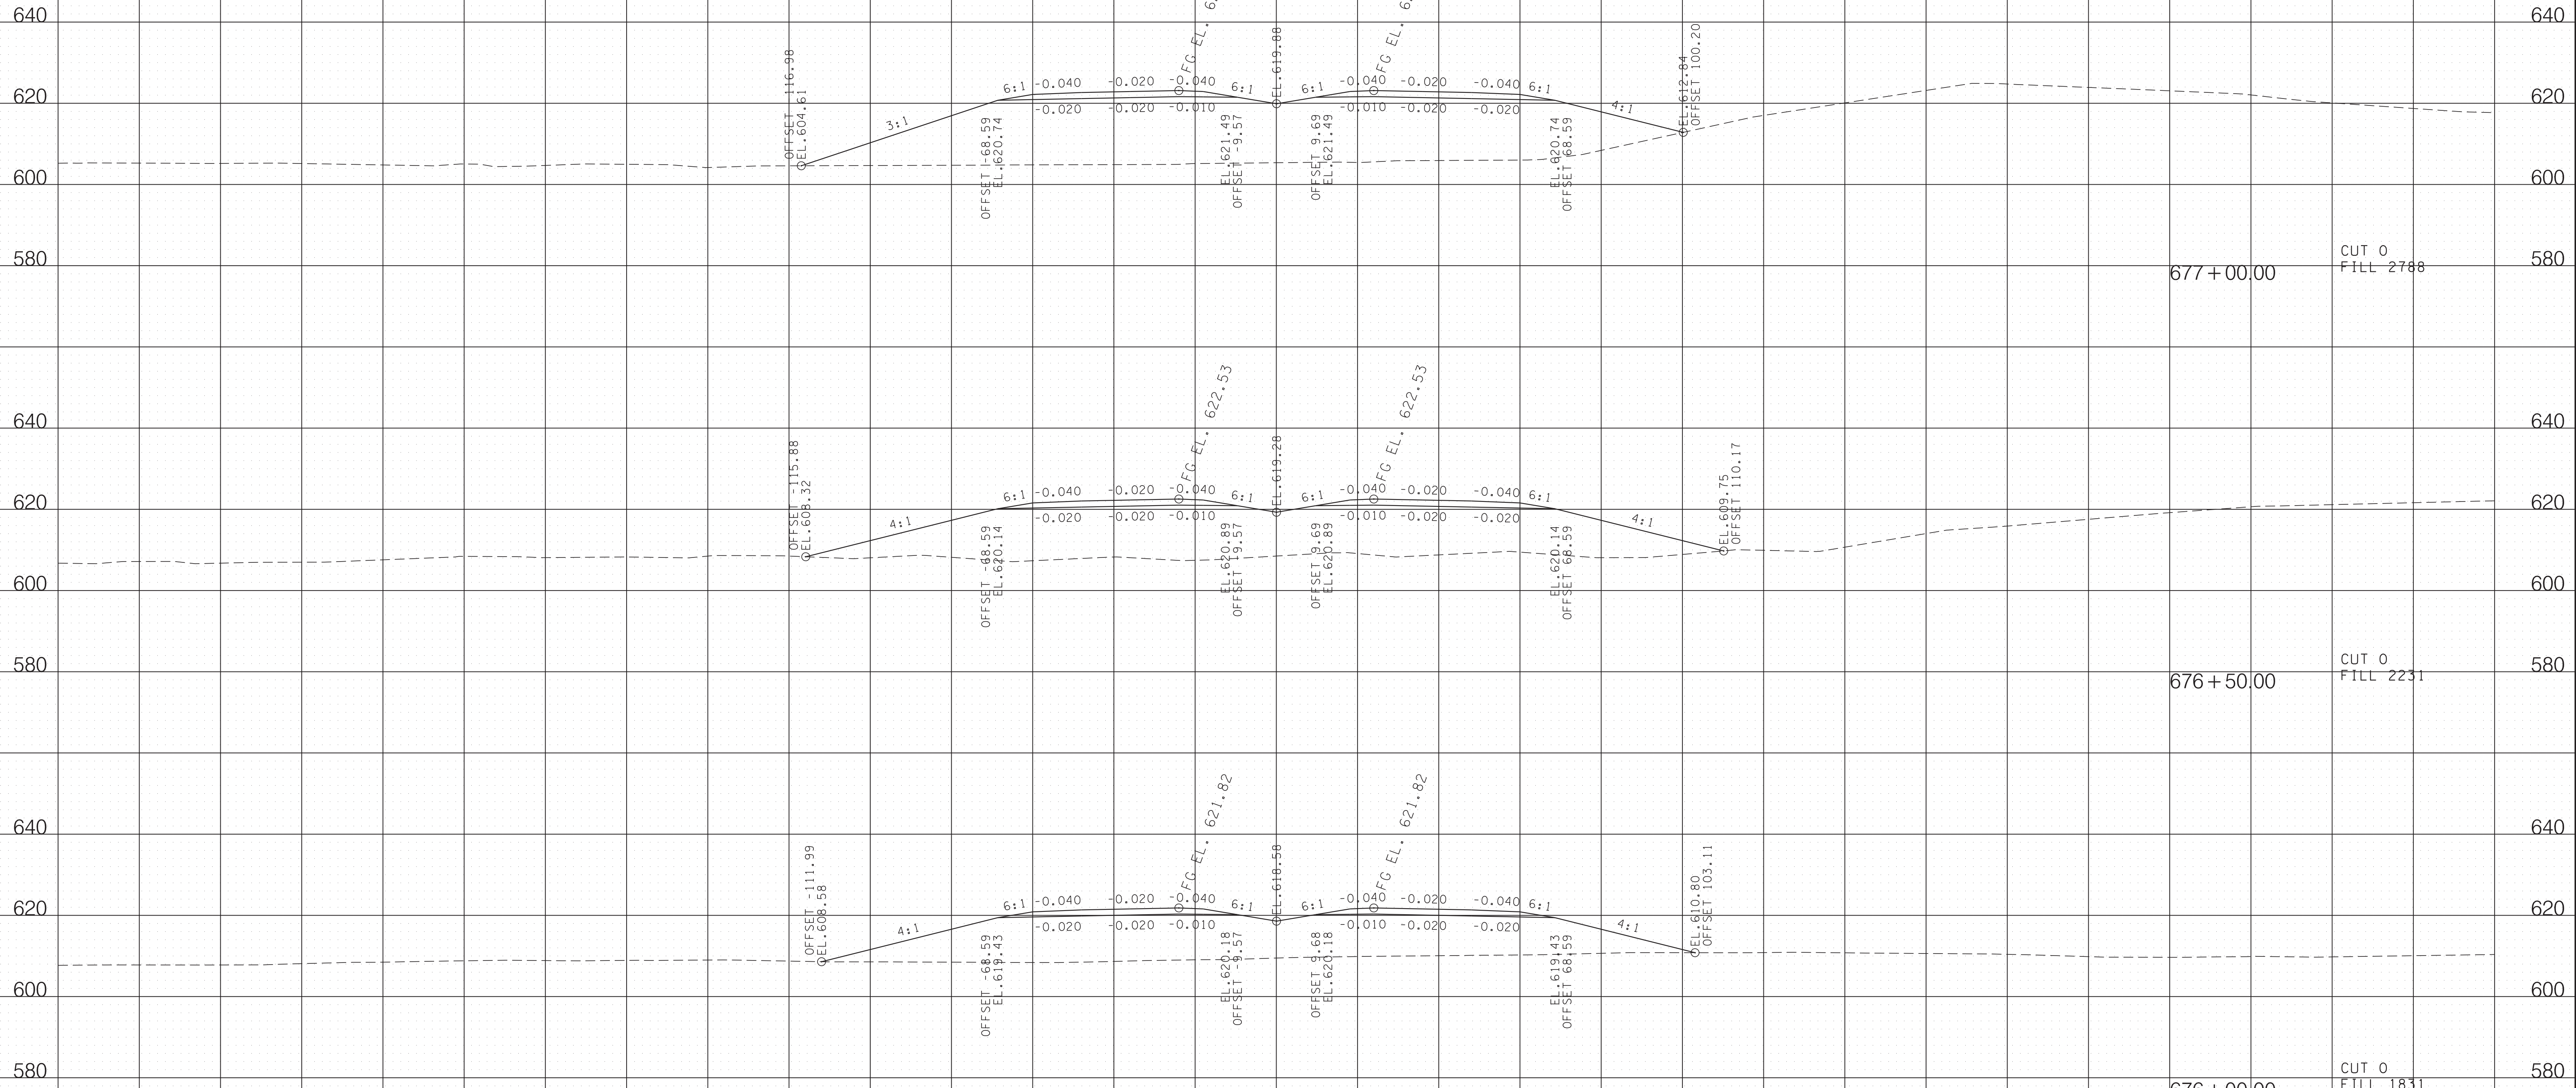 640
640
FG EL.
FG EL.
OFFSET -116.98
EL.604.61
3:1
6:1
-0.040
-0.020
-0.040
6:1
EL.619.88
6:1
-0.040
-0.020
-0.040
6:1
4:1
EL.612.84
OFFSET 100.20
620
620
-0.020
-0.020
-0.010
-0.010
-0.020
-0.020
OFFSET -68.59
EL.620.74
EL.621.49
OFFSET -9.57
OFFSET 9.69
EL.621.49
EL.620.74
OFFSET 68.59
600
600
580
580
677+00.00
CUT 0
FILL 2788
640
640
FG EL. 622.53
FG EL. 622.53
OFFSET -115.88
EL.608.32
4:1
6:1
-0.040
-0.020
-0.040
6:1
EL.619.28
6:1
-0.040
-0.020
-0.040
6:1
4:1
EL.609.75
OFFSET 110.17
620
620
-0.020
-0.020
-0.010
-0.010
-0.020
-0.020
OFFSET -68.59
EL.620.14
EL.620.89
OFFSET -9.57
OFFSET 9.69
EL.620.89
EL.620.14
OFFSET 68.59
600
600
580
580
676+50.00
CUT 0
FILL 2231
640
640
FG EL. 621.82
FG EL. 621.82
OFFSET -111.99
EL.608.58
4:1
6:1
-0.040
-0.020
-0.040
6:1
EL.618.58
6:1
-0.040
-0.020
-0.040
6:1
4:1
EL.610.80
OFFSET 103.11
620
620
-0.020
-0.020
-0.010
-0.010
-0.020
-0.020
OFFSET -68.59
EL.619.43
EL.620.18
OFFSET -9.57
OFFSET 9.68
EL.620.18
EL.619.43
OFFSET 68.59
600
600
580
580
676+00.00
CUT 0
FILL 1831